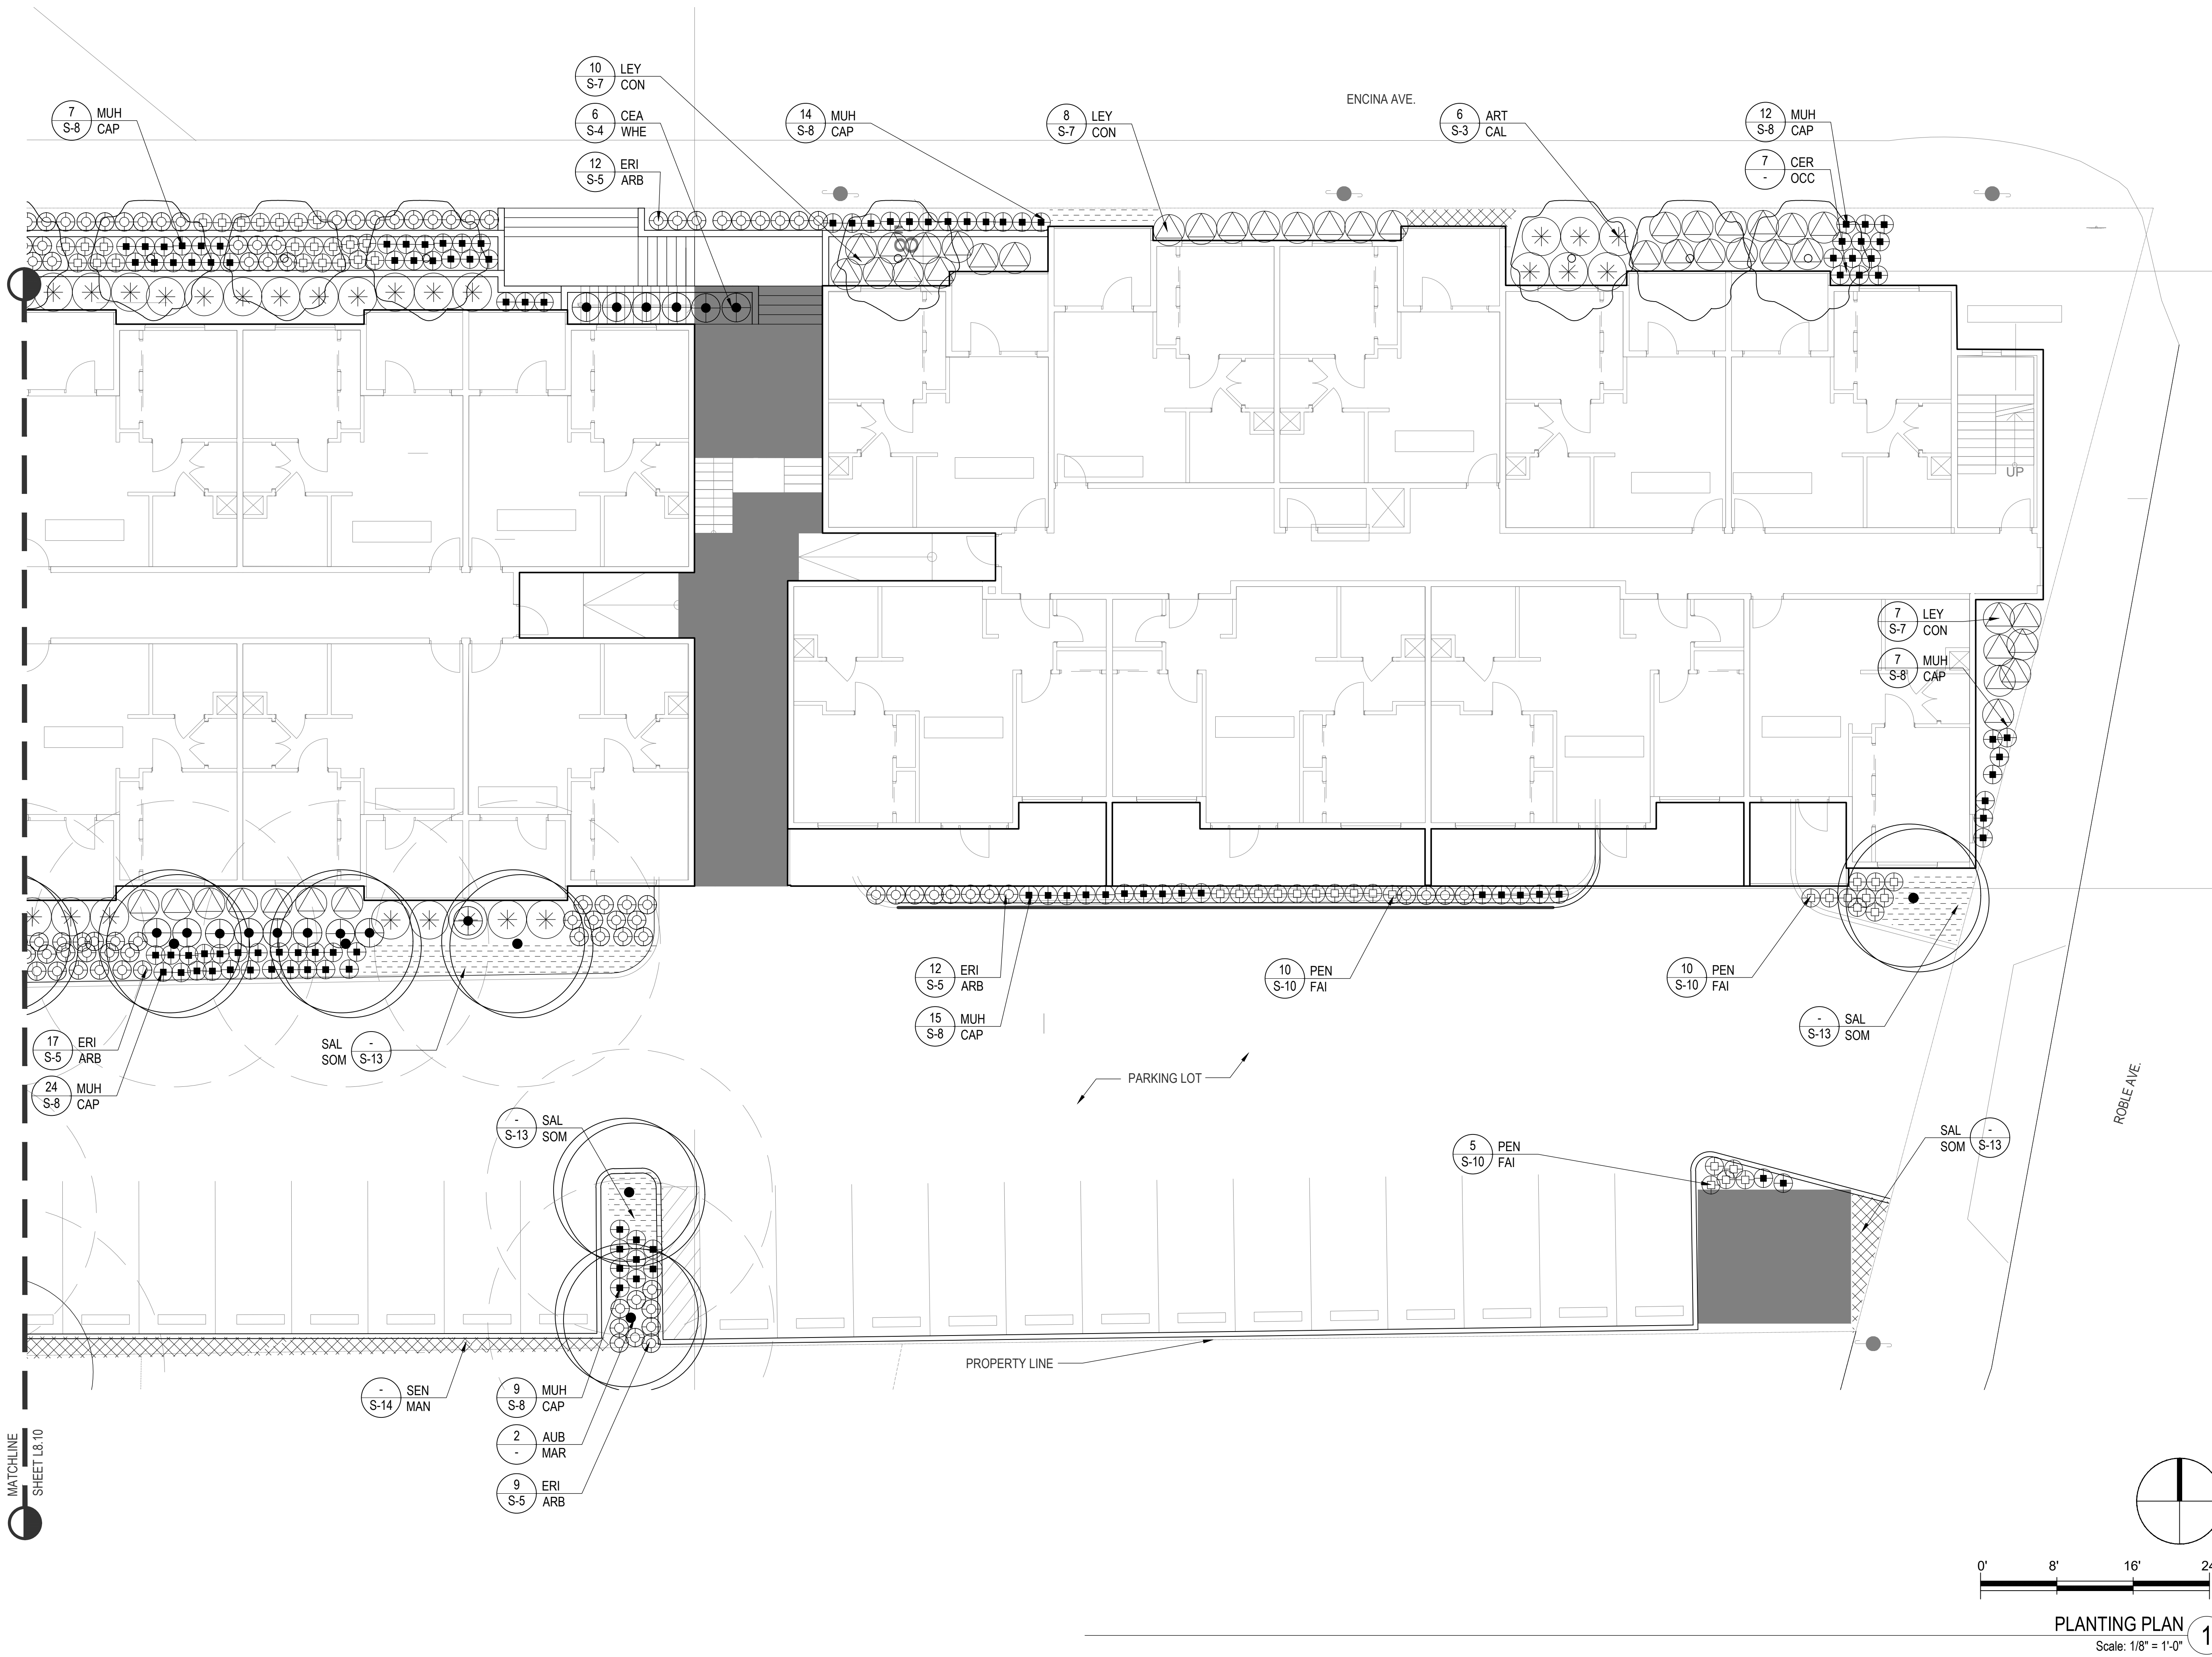 10 LEY
S-7 CON
ENCINA AVE.
7 MUH
S-8 CAP
6 CEA
S-4 WHE
14 MUH
S-8 CAP
8 LEY
S-7 CON
6 ART
S-3 CAL
12 MUH
S-8 CAP
12 ERI
S-5 ARB
7 CER
- OCC
UP
7 LEY
S-7 CON
7 MUH
S-8 CAP
12 ERI
S-5 ARB
10 PEN
S-10 FAI
10 PEN
S-10 FAI
15 MUH
S-8 CAP
- SAL
S-13 SOM
17 ERI
S-5 ARB
SAL -
SOM S-13
24 MUH
S-8 CAP
PARKING LOT
ROBLE AVE.
- SAL
S-13 SOM
5 PEN
S-10 FAI
SAL -
SOM S-13
PROPERTY LINE
- SEN
S-14 MAN
9 MUH
S-8 CAP
2 AUB
- MAR
9 ERI
S-5 ARB
MATCHLINE
SHEET L8.10
0' 8' 16' 24
PLANTING PLAN 1
Scale: 1/8" = 1'-0"